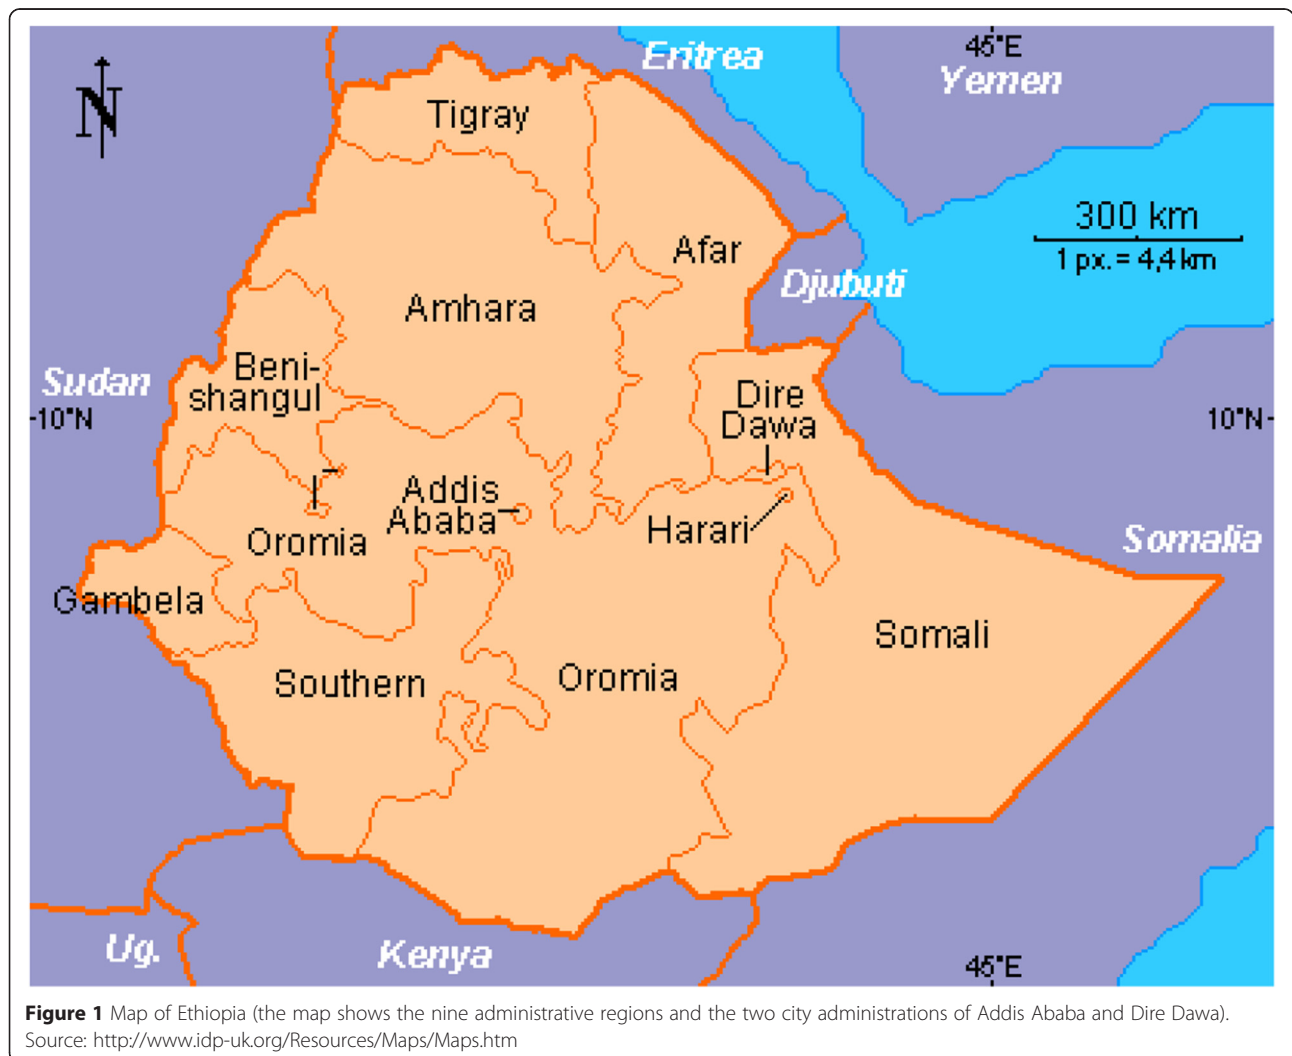 45°E
Eritrea
Yemen
N
Tigray
300 km
1 px. = 4,4 km
Afar
Djubuti
Amhara
Beni-
shangul
Sudan
Dire
Dawa
-10°N
10°N-
Addis
Ababa
Harari
Oromia
Somalia
Gambela
Somali
Southern
Oromia
Ug.
Kenya
45°E
Figure 1 Map of Ethiopia (the map shows the nine administrative regions and the two city administrations of Addis Ababa and Dire Dawa).
Source: http://www.idp-uk.org/Resources/Maps/Maps.htm